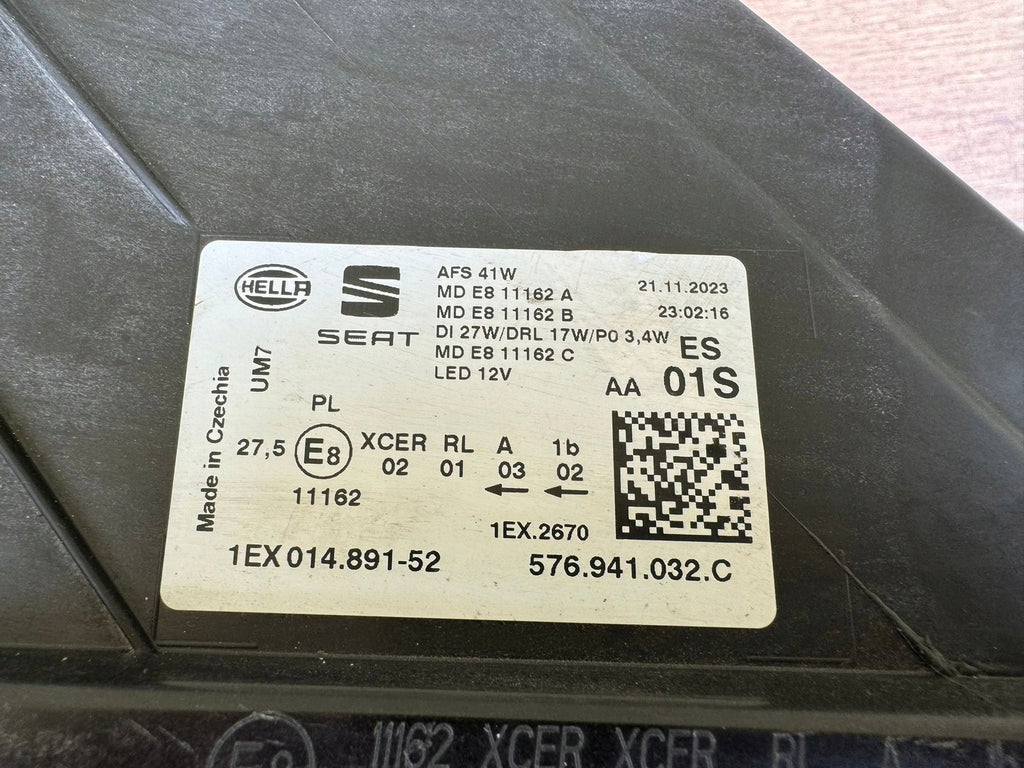 HELLA
SEAT
AFS 41W
MD E8 11162 A
MD E8 11162 B
DI 27W/DRL 17W/PO 3,4W
MD E8 11162 C
LED 12V
21.11.2023
23:02:16
ES
AA 01S
Made in Czechia
UM7
PL
27,5 E8 XCER RL A 1b
02 01 03 02
11162
1EX.2670
1EX 014.891-52 576.941.032.C
11162 XCER XCER RL A